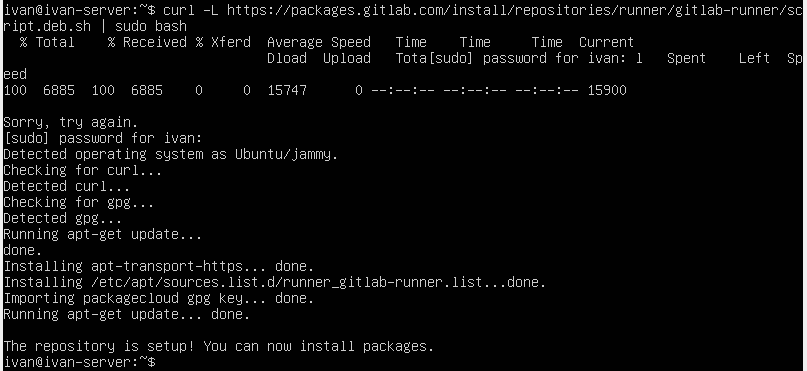 ivan@ivan-server:~$ curl -L https://packages.gitlab.com/install/repositories/runner/gitlab-runner/sc
ript.deb.sh | sudo bash
  % Total    % Received % Xferd  Average Speed   Time    Time     Time  Current
                                 Dload  Upload   Tota[sudo] password for ivan: l   Spent    Left  Sp
eed
100  6885  100  6885    0     0  15747      0 --:--:-- --:--:-- --:--:-- 15900

Sorry, try again.
[sudo] password for ivan:
Detected operating system as Ubuntu/jammy.
Checking for curl...
Detected curl...
Checking for gpg...
Detected gpg...
Running apt-get update...
done.
Installing apt-transport-https... done.
Installing /etc/apt/sources.list.d/runner_gitlab-runner.list...done.
Importing packagecloud gpg key... done.
Running apt-get update... done.

The repository is setup! You can now install packages.
ivan@ivan-server:~$